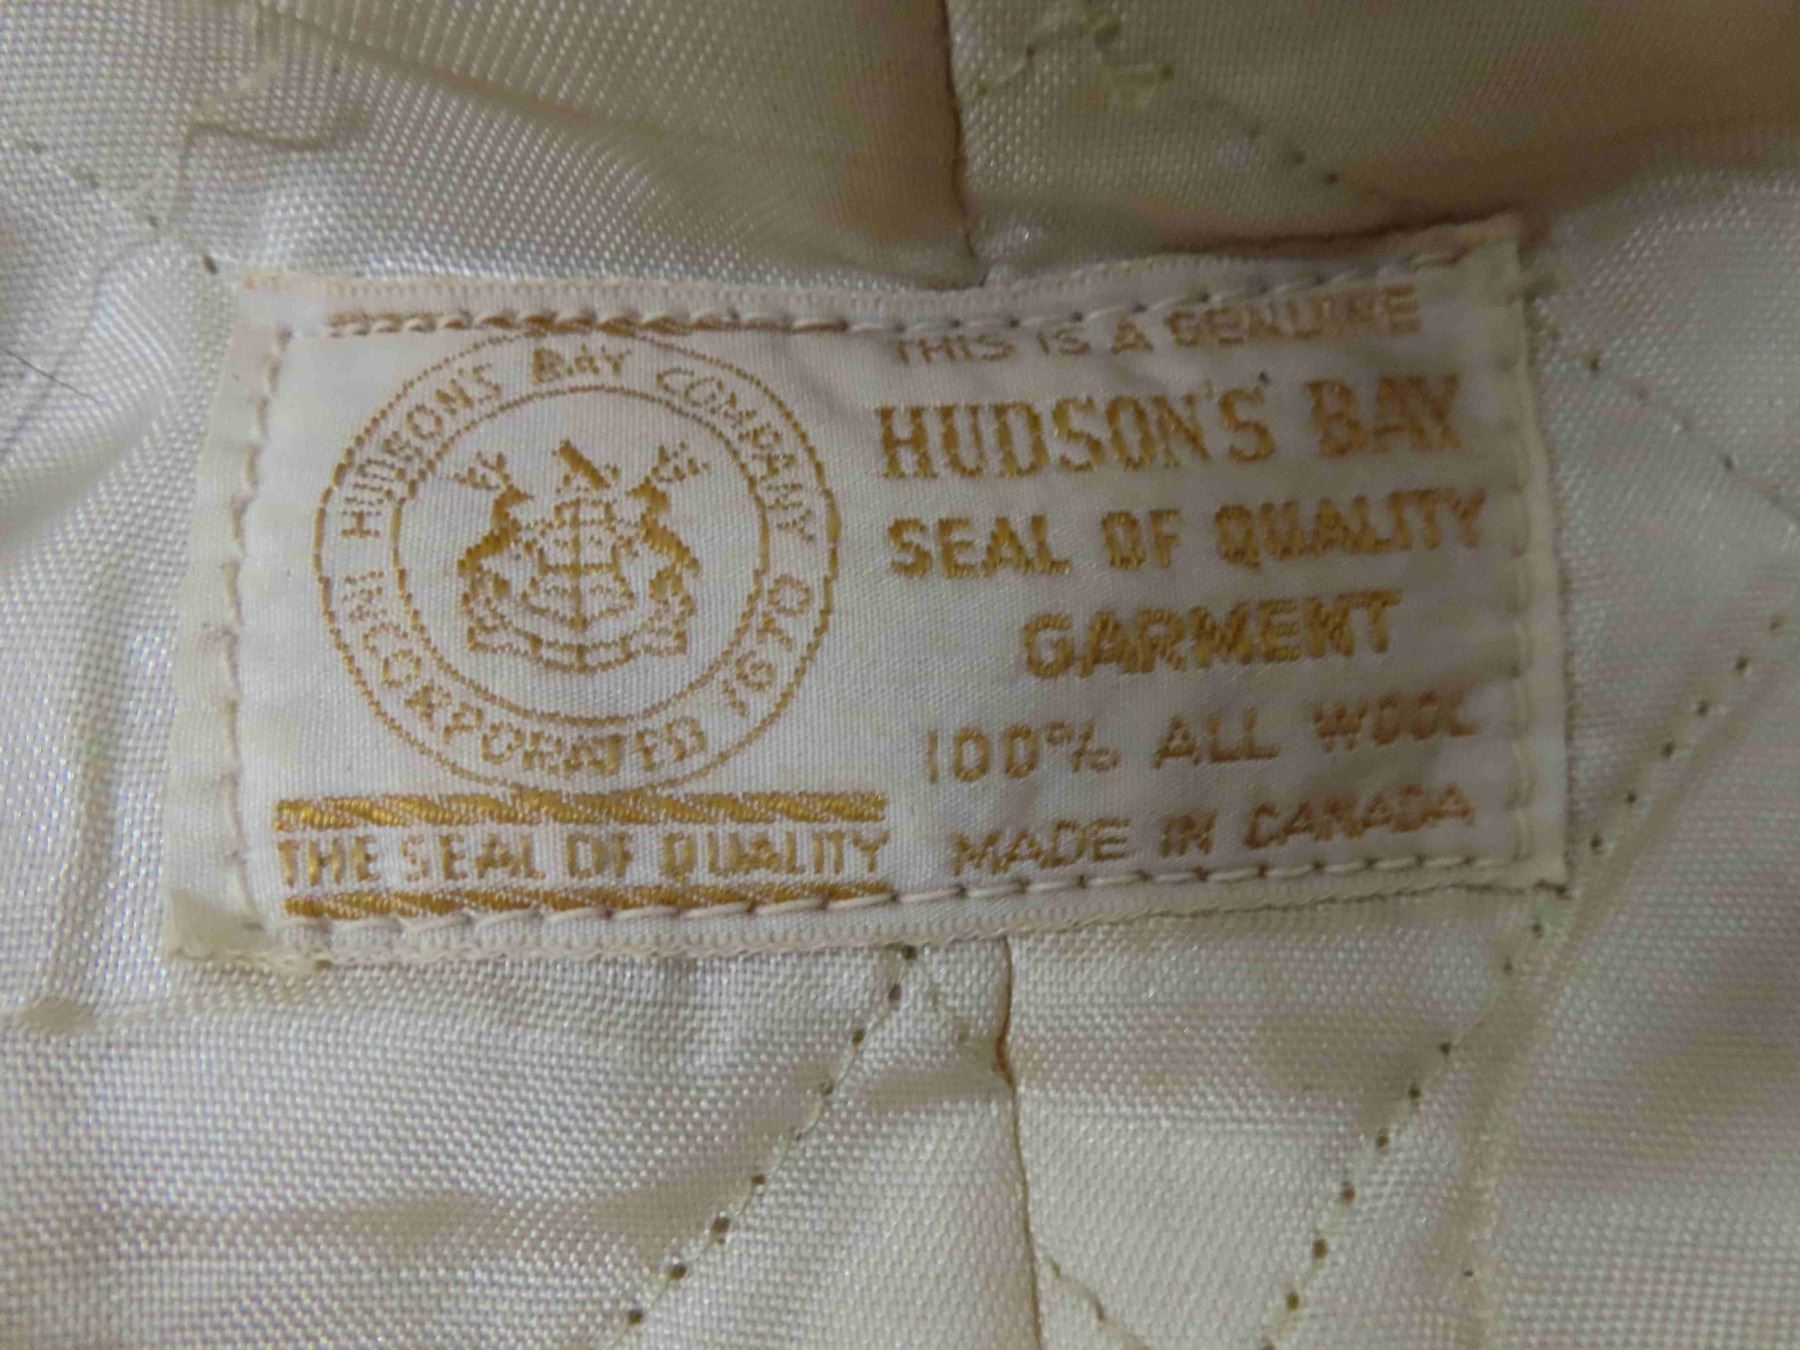 HUDSON'S BAY COMPANY
INCORPORATED 1670
THE SEAL OF QUALITY
THIS IS A GENUINE
HUDSON'S BAY
SEAL OF QUALITY
GARMENT
100% ALL WOOL
MADE IN CANADA